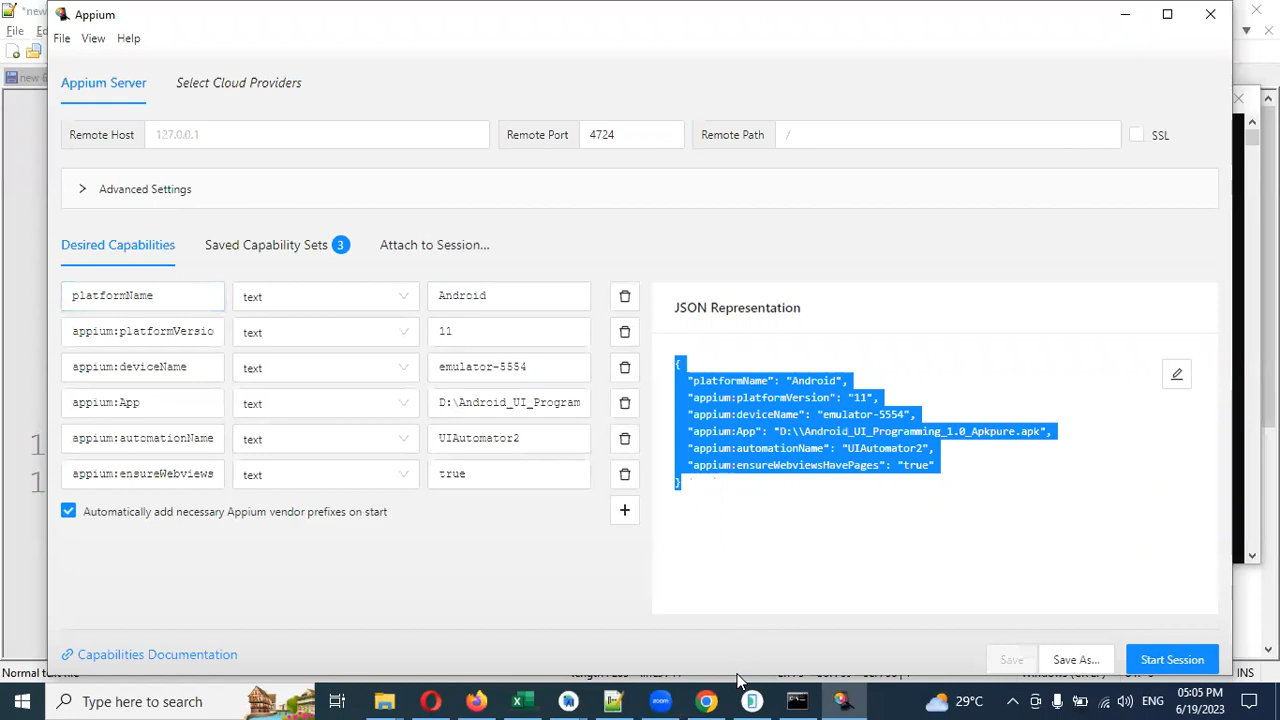 *new
Appium
File
File View Help
new
Appium Server Select Cloud Providers
Remote Host 127.0.0.1 Remote Port 4724 Remote Path / SSL
Advanced Settings
Desired Capabilities Saved Capability Sets 3 Attach to Session...
platformName text Android
appium:platformVersio text 11
appium:deviceName text emulator-5554
appium:App text D:\Android_UI_Program
appium:automationName text UIAutomator2
appium:ensureWebviews text true
Automatically add necessary Appium vendor prefixes on start
JSON Representation
{
"platformName": "Android",
"appium:platformVersion": "11",
"appium:deviceName": "emulator-5554",
"appium:App": "D:\\Android_UI_Programming_1.0_Apkpure.apk",
"appium:automationName": "UIAutomator2",
"appium:ensureWebviewsHavePages": "true"
}
1
1
Capabilities Documentation
Save Save As... Start Session
INS
Type here to search
zoom
29°C
ENG
05:05 PM
6/19/2023